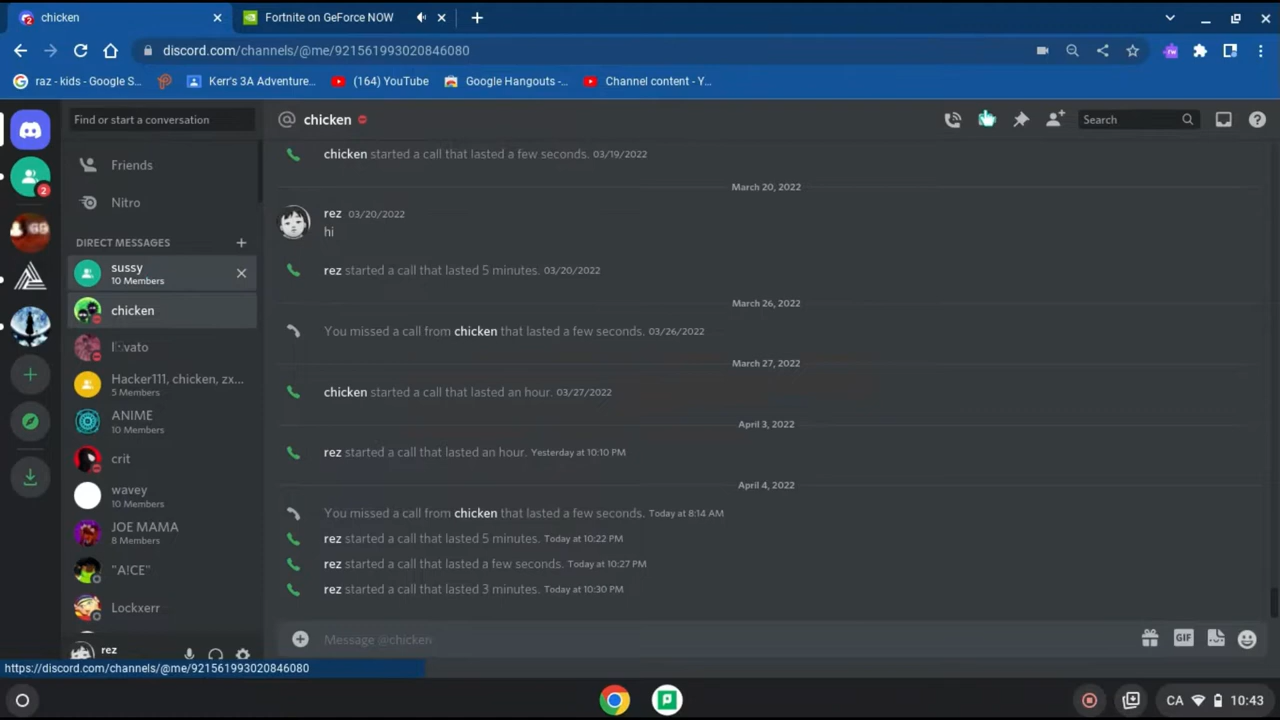 chicken
Fortnite on GeForce NOW
discord.com/channels/@me/921561993020846080
raz - kids - Google S...
Kerr's 3A Adventure...
(164) YouTube
Google Hangouts -...
Channel content - Y...
Find or start a conversation
chicken
Search
Friends
Nitro
DIRECT MESSAGES
sussy
10 Members
chicken
Hacker111, chicken, zx...
5 Members
ANIME
10 Members
crit
wavey
10 Members
JOE MAMA
8 Members
"A!CE"
Lockxerr
rez
2
2
chicken started a call that lasted a few seconds. 03/19/2022
March 20, 2022
rez 03/20/2022
hi
rez started a call that lasted 5 minutes. 03/20/2022
March 26, 2022
You missed a call from chicken that lasted a few seconds. 03/26/2022
March 27, 2022
chicken started a call that lasted an hour. 03/27/2022
April 3, 2022
rez started a call that lasted an hour. Yesterday at 10:10 PM
April 4, 2022
You missed a call from chicken that lasted a few seconds. Today at 8:14 AM
rez started a call that lasted 5 minutes. Today at 10:22 PM
rez started a call that lasted a few seconds. Today at 10:27 PM
rez started a call that lasted 3 minutes. Today at 10:30 PM
Message @chicken
GIF
https://discord.com/channels/@me/921561993020846080
CA
10:43